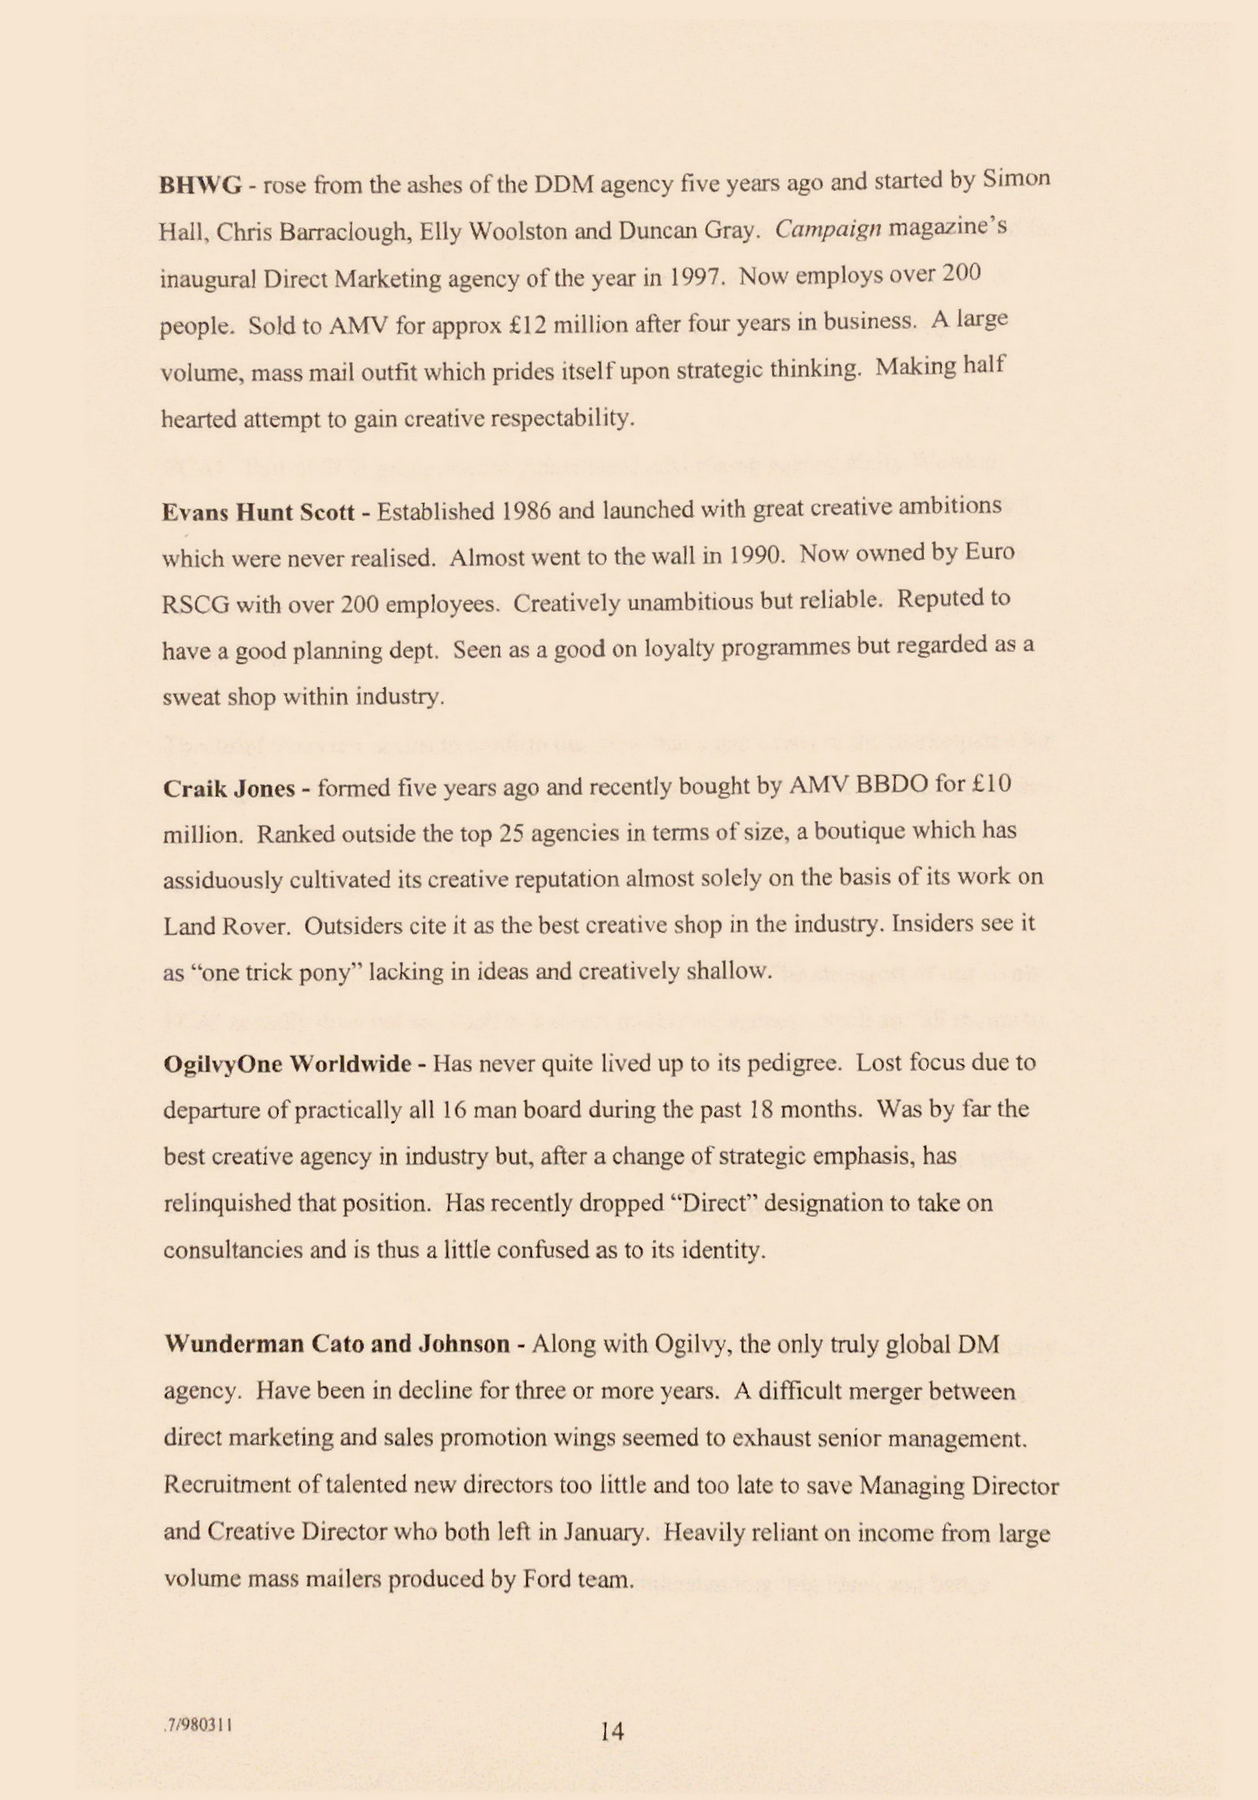 BHWG - rose from the ashes of the DDM agency five years ago and started by Simon
Hall, Chris Barraclough, Elly Woolston and Duncan Gray. Campaign magazine's
inaugural Direct Marketing agency of the year in 1997. Now employs over 200
people. Sold to AMV for approx £12 million after four years in business. A large
volume, mass mail outfit which prides itself upon strategic thinking. Making half
hearted attempt to gain creative respectability.
Evans Hunt Scott - Established 1986 and launched with great creative ambitions
which were never realised. Almost went to the wall in 1990. Now owned by Euro
RSCG with over 200 employees. Creatively unambitious but reliable. Reputed to
have a good planning dept. Seen as a good on loyalty programmes but regarded as a
sweat shop within industry.
Craik Jones - formed five years ago and recently bought by AMV BBDO for £10
million. Ranked outside the top 25 agencies in terms of size, a boutique which has
assiduously cultivated its creative reputation almost solely on the basis of its work on
Land Rover. Outsiders cite it as the best creative shop in the industry. Insiders see it
as “one trick pony” lacking in ideas and creatively shallow.
OgilvyOne Worldwide - Has never quite lived up to its pedigree. Lost focus due to
departure of practically all 16 man board during the past 18 months. Was by far the
best creative agency in industry but, after a change of strategic emphasis, has
relinquished that position. Has recently dropped “Direct” designation to take on
consultancies and is thus a little confused as to its identity.
Wunderman Cato and Johnson - Along with Ogilvy, the only truly global DM
agency. Have been in decline for three or more years. A difficult merger between
direct marketing and sales promotion wings seemed to exhaust senior management.
Recruitment of talented new directors too little and too late to save Managing Director
and Creative Director who both left in January. Heavily reliant on income from large
volume mass mailers produced by Ford team.
.7/980311
14